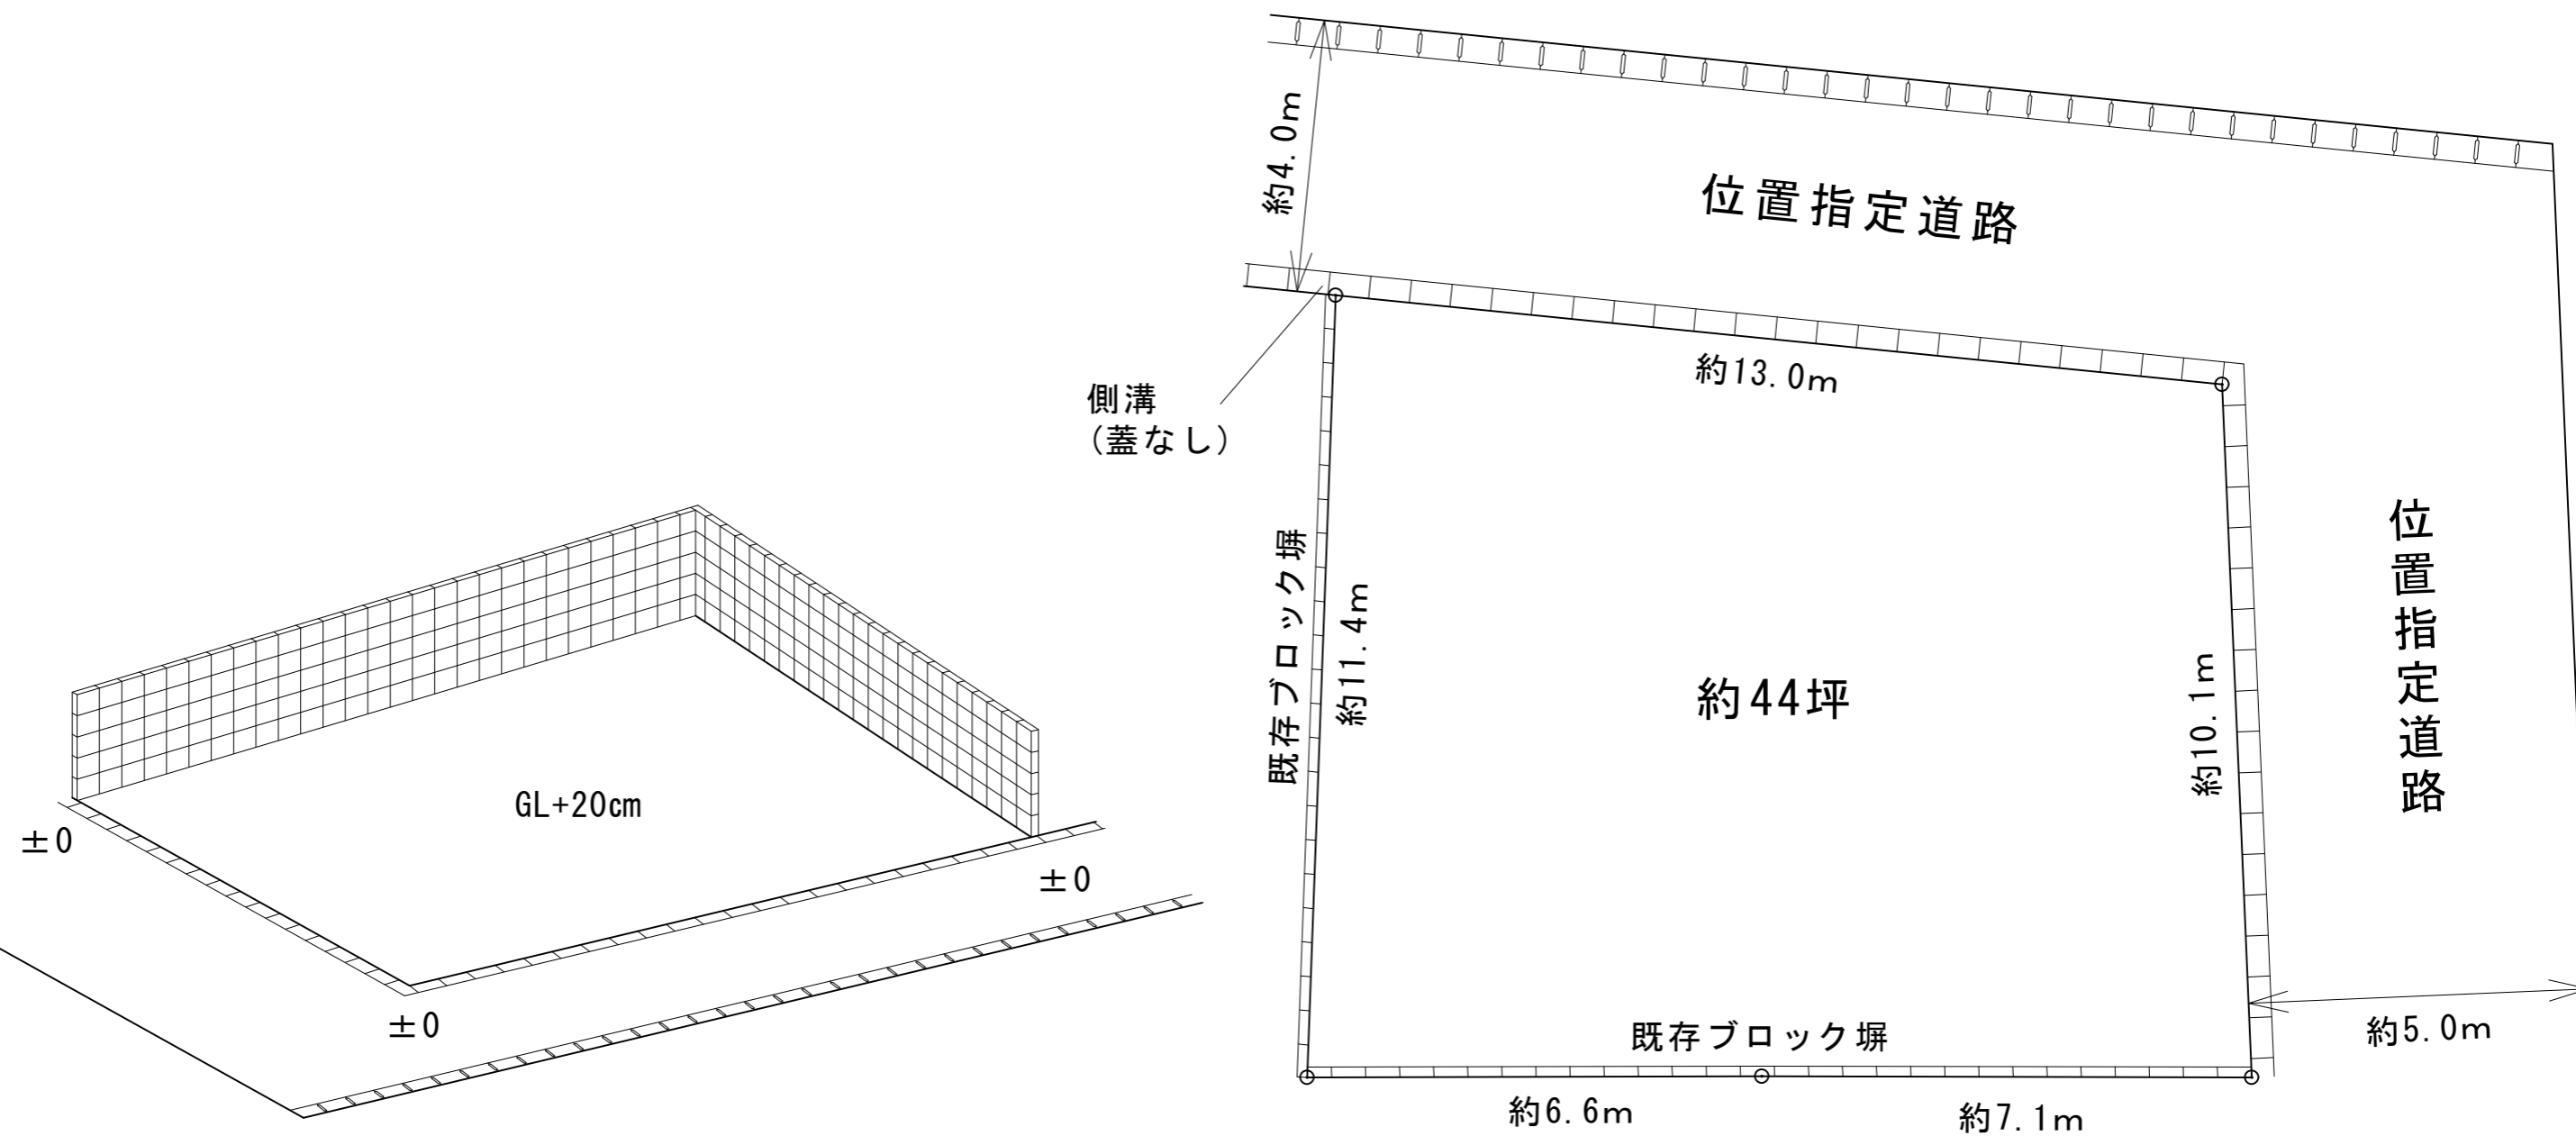 約4.0m
位置指定道路
約13.0m
側溝
（蓋なし）
既存ブロック塀
約11.4m
約44坪
約10.1m
位置指定道路
GL+20㎝
±0
±0
±0
既存ブロック塀
約5.0m
約6.6m
約7.1m